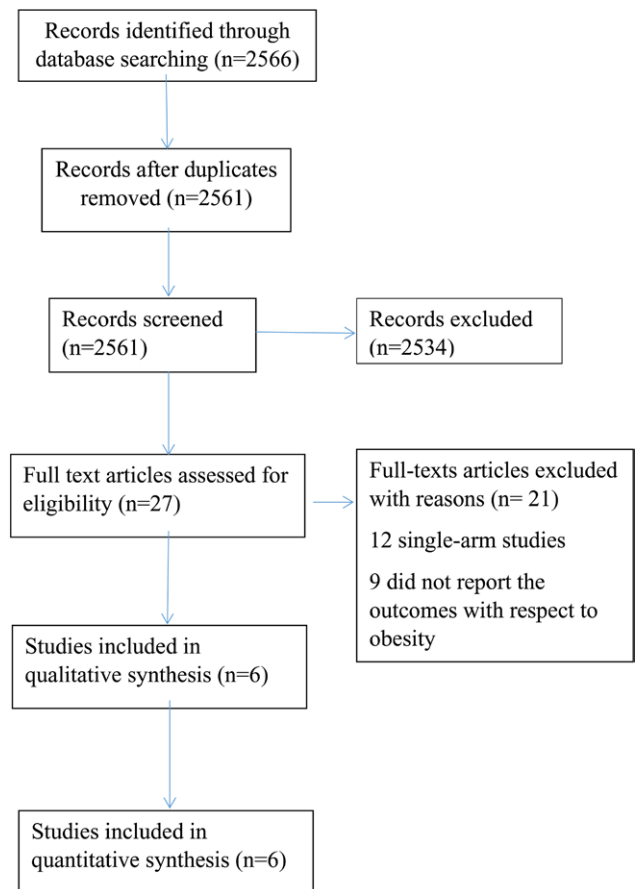 Records identified through
database searching (n=2566)
Records after duplicates
removed (n=2561)
Records screened
(n=2561)
Records excluded
(n=2534)
Full text articles assessed for
eligibility (n=27)
Full-texts articles excluded
with reasons (n= 21)
12 single-arm studies
9 did not report the
outcomes with respect to
obesity
Studies included in
qualitative synthesis (n=6)
Studies included in
quantitative synthesis (n=6)